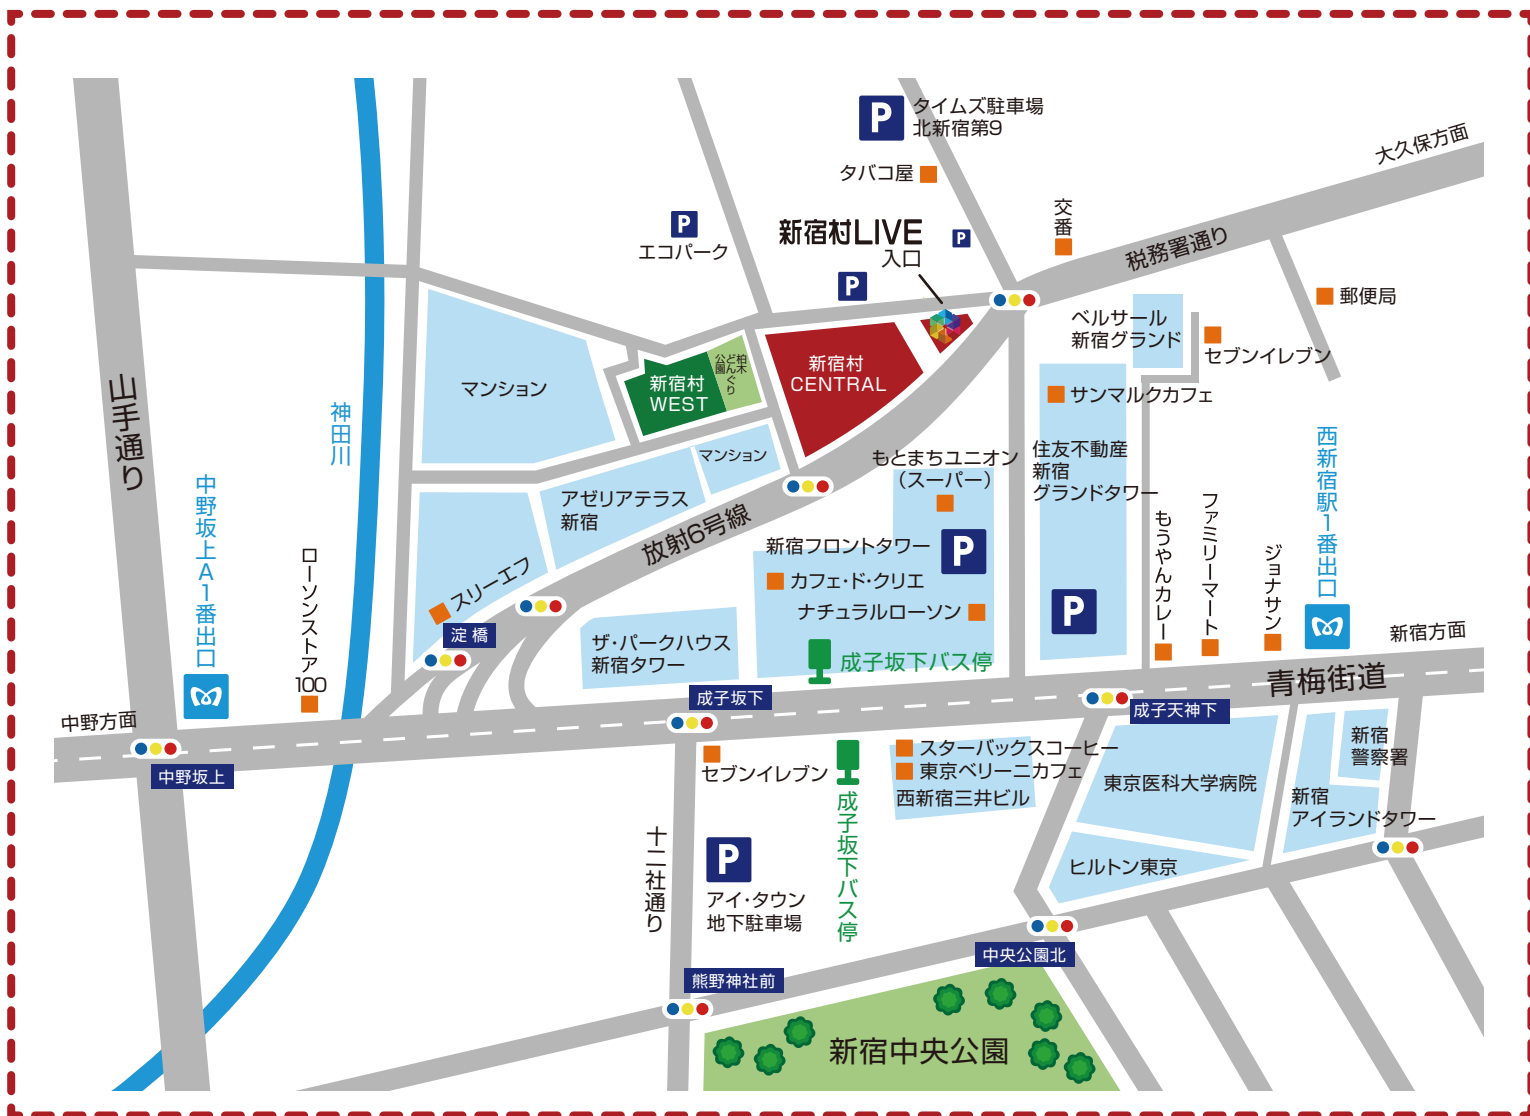 P
タイムズ駐車場
北新宿第9
タバコ屋
大久保方面
交番
税務署通り
P
エコパーク
新宿村LIVE
入口
P
P
郵便局
ベルサール
新宿グランド
セブンイレブン
新宿村
CENTRAL
柏木
どんぐり
公園
新宿村
WEST
マンション
サンマルクカフェ
山手通り
神田川
マンション
もとまちユニオン
(スーパー)
住友不動産
新宿
グランドタワー
西新宿駅1番出口
中野坂上A1番出口
アゼリアテラス
新宿
放射6号線
新宿フロントタワー
P
カフェ・ド・クリエ
ナチュラルローソン
もうやんカレー
ファミリーマート
ジョナサン
P
ローソンストア
100
スリーエフ
淀橋
ザ・パークハウス
新宿タワー
成子坂下バス停
新宿方面
青梅街道
成子坂下
成子天神下
中野方面
中野坂上
セブンイレブン
成子坂下バス停
スターバックスコーヒー
東京ベリーニカフェ
西新宿三井ビル
東京医科大学病院
新宿
警察署
新宿
アイランドタワー
十二社通り
P
アイ・タウン
地下駐車場
ヒルトン東京
中央公園北
熊野神社前
新宿中央公園